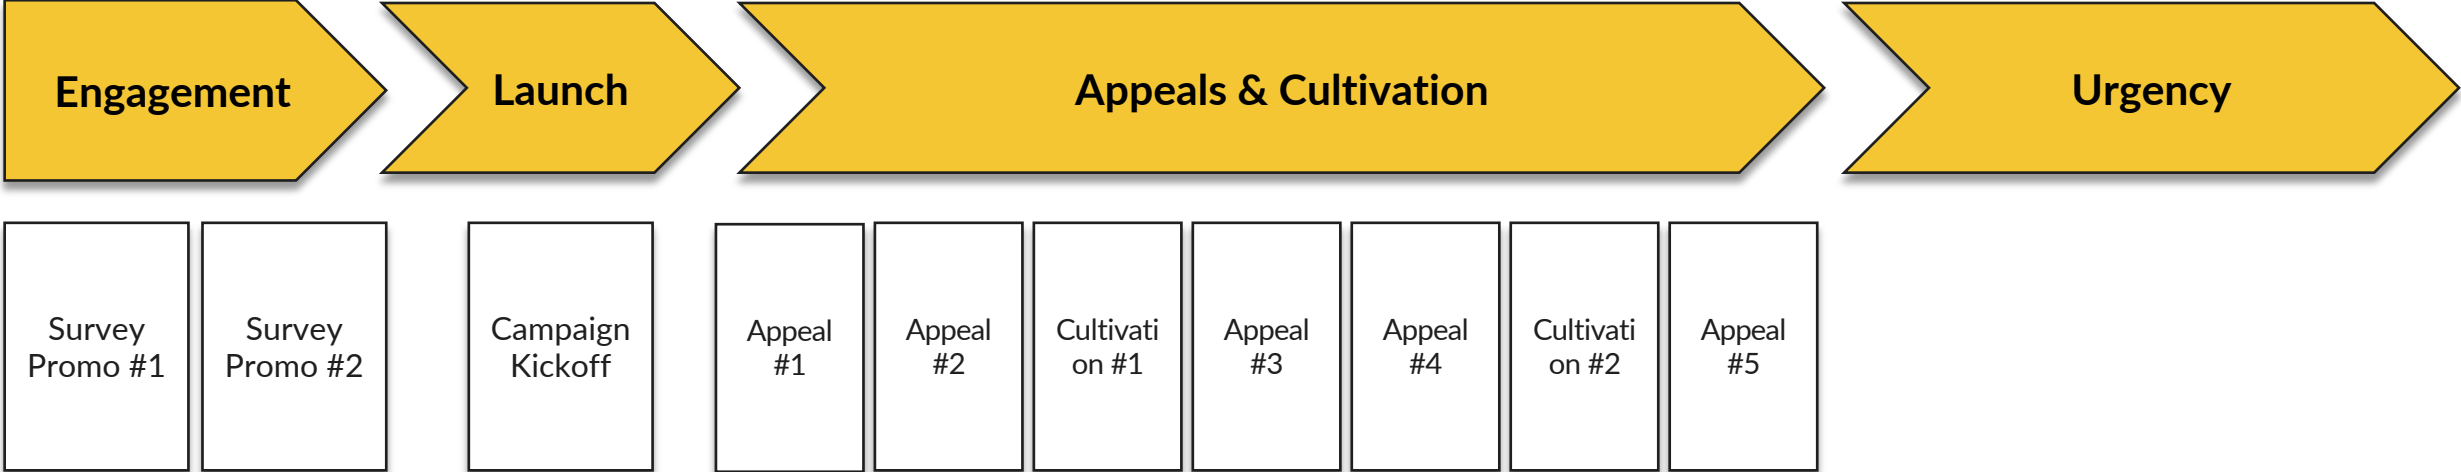 Engagement
Launch
Appeals & Cultivation
Urgency
Survey
Promo #1
Survey
Promo #2
Campaign
Kickoff
Appeal
#1
Appeal
#2
Cultivati
on #1
Appeal
#3
Appeal
#4
Cultivati
on #2
Appeal
#5